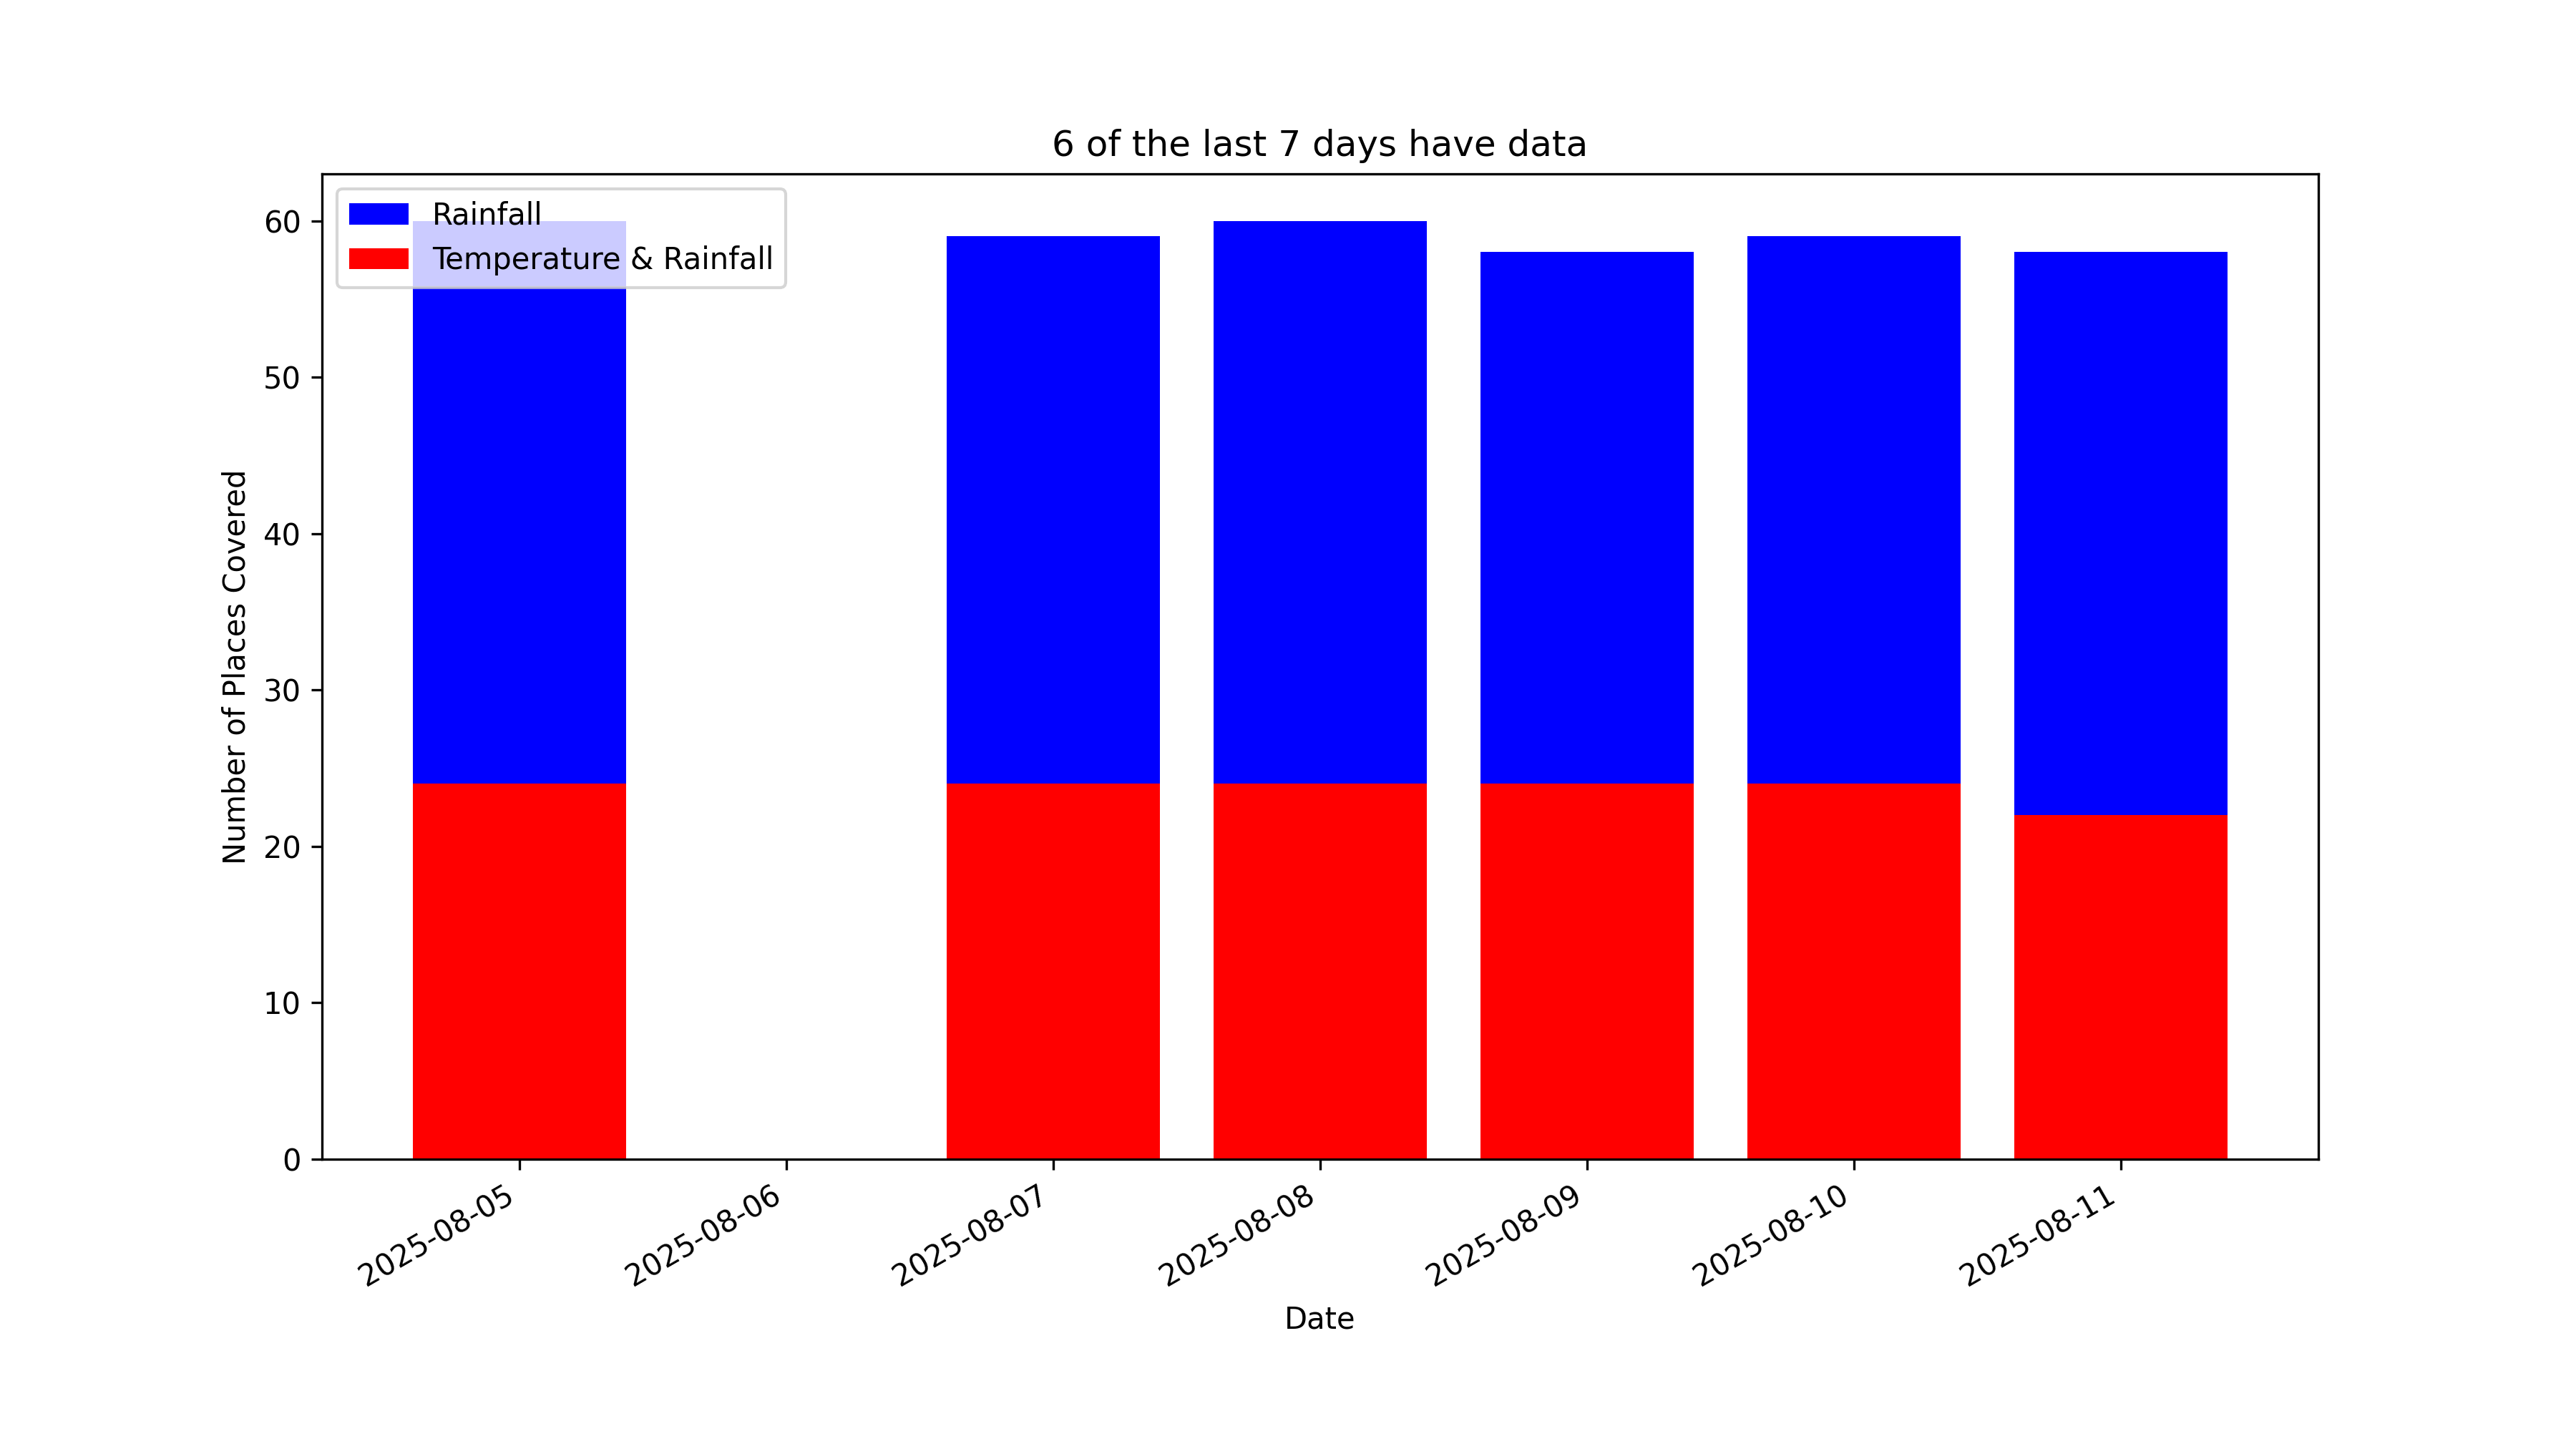 6 of the last 7 days have data
Rainfall
Temperature & Rainfall
60
50
40
30
20
10
0
Number of Places Covered
2025-08-05
2025-08-06
2025-08-07
2025-08-08
2025-08-09
2025-08-10
2025-08-11
Date